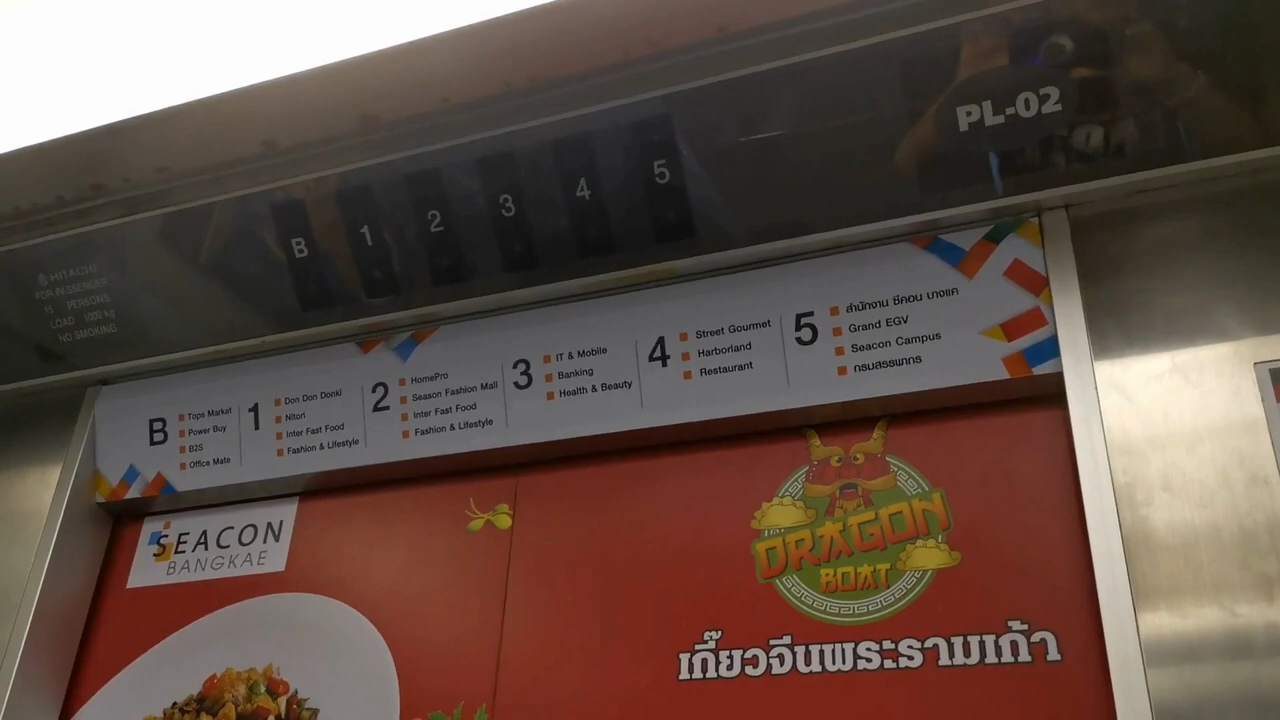 PL-02
B
1
2
3
4
5
HITACHI
FOR PASSENGER
15 PERSONS
LOAD 1000 kg
NO SMOKING
B
Tops Market
Power Buy
B2S
Office Mate
1
Don Don Donki
Nitori
Inter Fast Food
Fashion & Lifestyle
2
HomePro
Season Fashion Mall
Inter Fast Food
Fashion & Lifestyle
3
IT & Mobile
Banking
Health & Beauty
4
Street Gourmet
Harborland
Restaurant
5
สำนักงาน ซีคอน บางแค
Grand EGV
Seacon Campus
กรมสรรพากร
SEACON
BANGKAE
DRAGON
BOAT
เกี๊ยวจีนพระรามเก้า